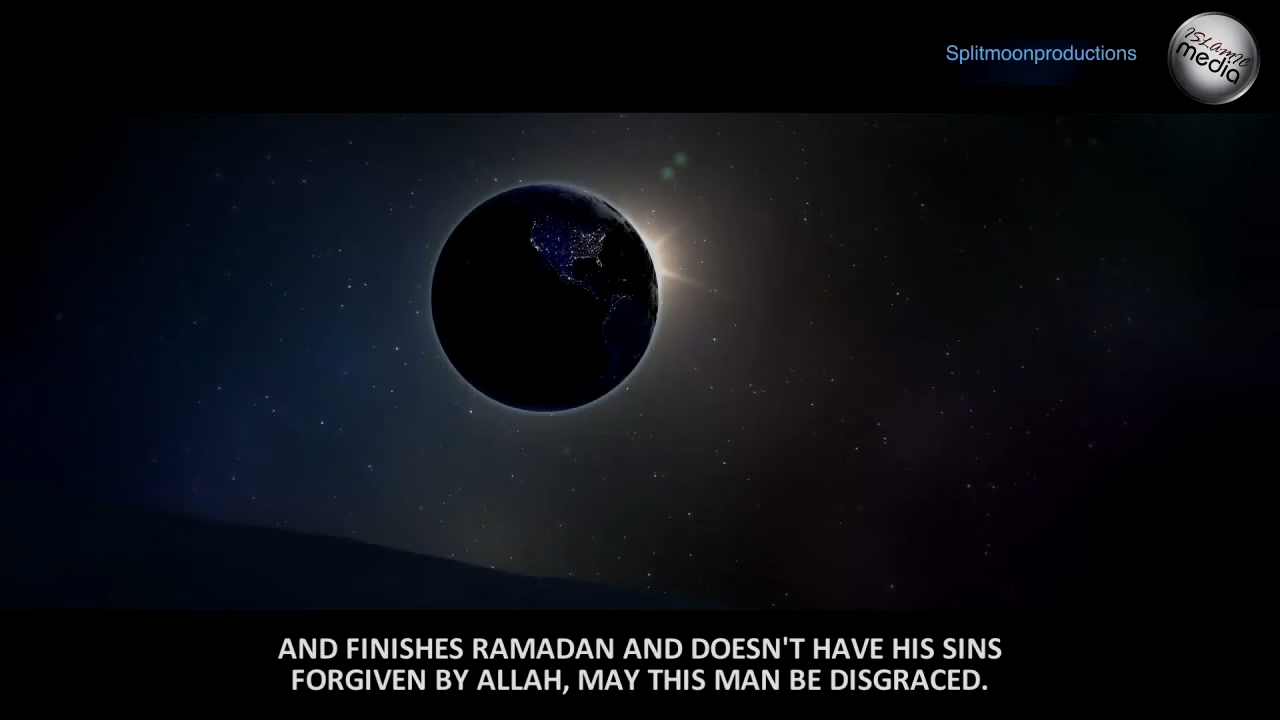 Splitmoonproductions
ISLAMIC
media
AND FINISHES RAMADAN AND DOESN'T HAVE HIS SINS
FORGIVEN BY ALLAH, MAY THIS MAN BE DISGRACED.